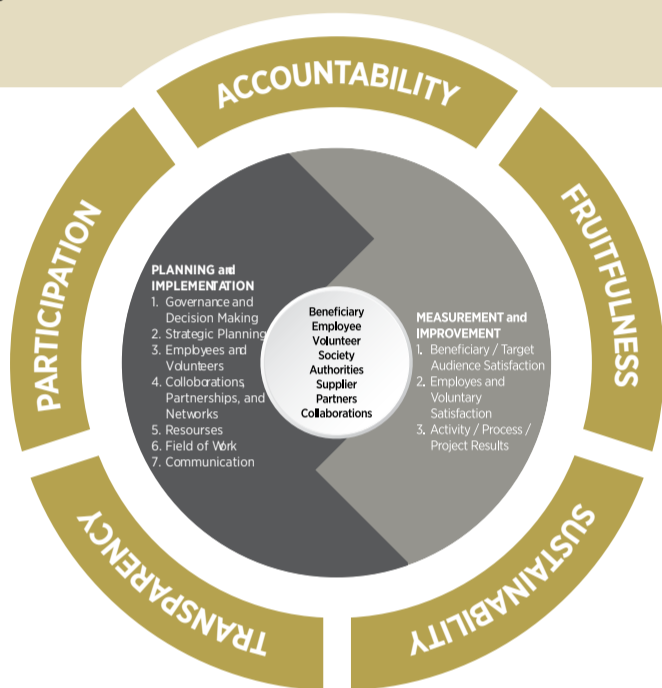 ACCOUNTABILITY
FRUITFULNESS
SUSTAINABILITY
TRANSPARENCY
PARTICIPATION
PLANNING and
IMPLEMENTATION
1. Governance and
Decision Making
2. Strategic Planning
3. Employees and
Volunteers
4. Colloborations,
Partnerships, and
Networks
5. Resourses
6. Field of Work
7. Communication
Beneficiary
Employee
Volunteer
Society
Authorities
Supplier
Partners
Collaborations
MEASUREMENT and
IMPROVEMENT
1. Beneficiary / Target
Audience Satisfaction
2. Employes and
Voluntary
Satisfaction
3. Activity / Process /
Project Results